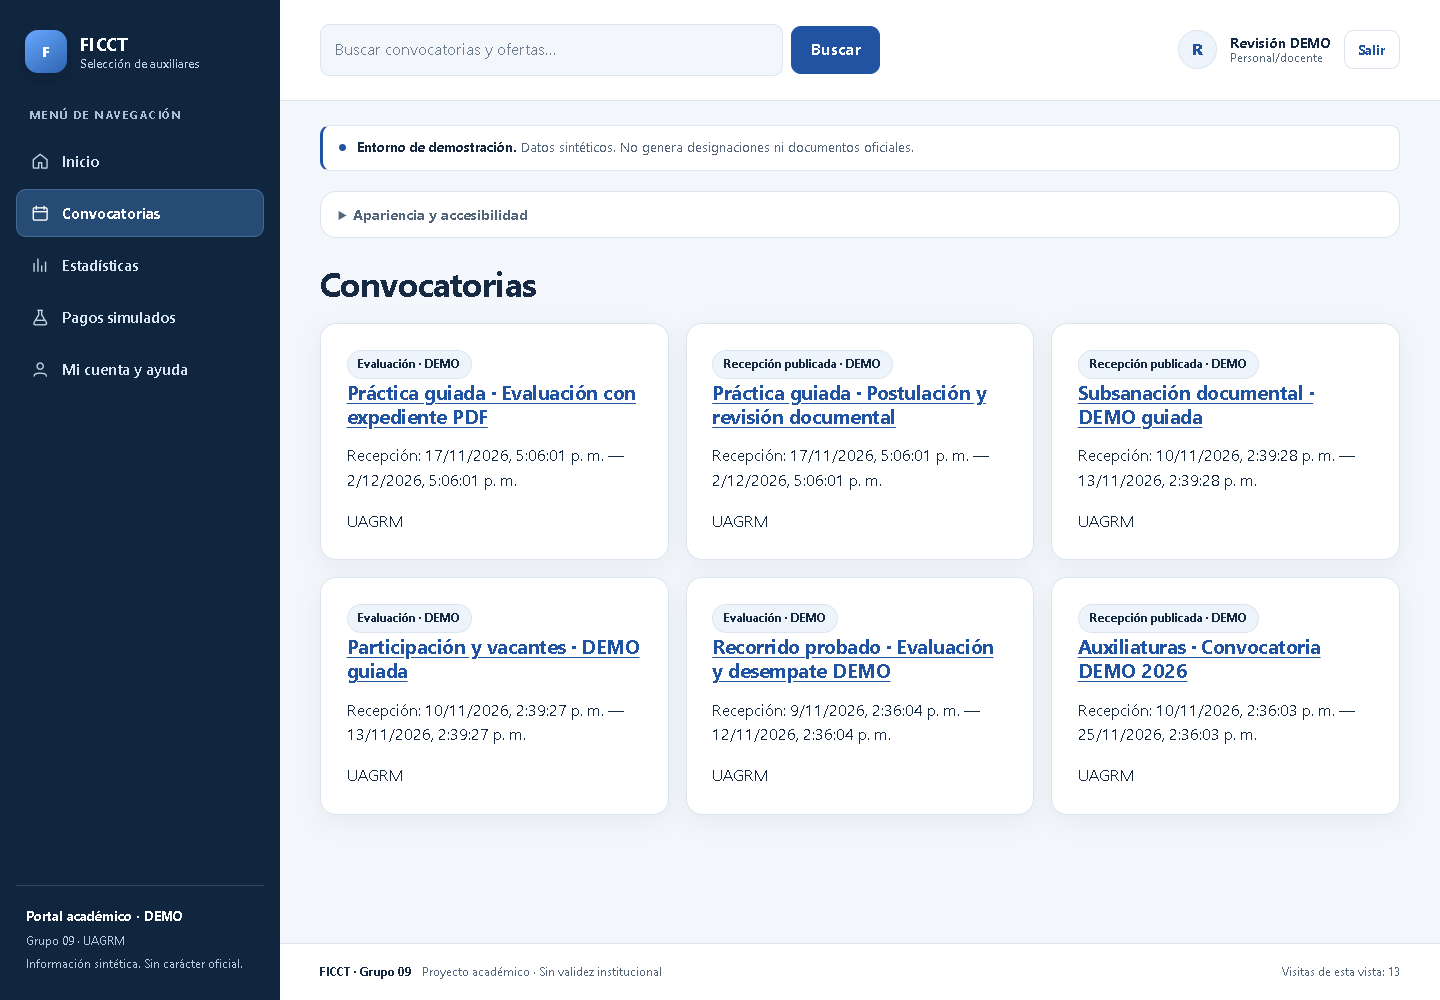 F
FICCT
Selección de auxiliares
MENÚ DE NAVEGACIÓN
Inicio
Convocatorias
Estadísticas
Pagos simulados
Mi cuenta y ayuda
Portal académico · DEMO
Grupo 09 · UAGRM
Información sintética. Sin carácter oficial.
Buscar convocatorias y ofertas...
Buscar
R
Revisión DEMO
Personal/docente
Salir
Entorno de demostración. Datos sintéticos. No genera designaciones ni documentos oficiales.
Apariencia y accesibilidad
Convocatorias
Evaluación · DEMO
Práctica guiada · Evaluación con
expediente PDF
Recepción: 17/11/2026, 5:06:01 p. m. —
2/12/2026, 5:06:01 p. m.
UAGRM
Recepción publicada · DEMO
Práctica guiada · Postulación y
revisión documental
Recepción: 17/11/2026, 5:06:01 p. m. —
2/12/2026, 5:06:01 p. m.
UAGRM
Recepción publicada · DEMO
Subsanación documental ·
DEMO guiada
Recepción: 10/11/2026, 2:39:28 p. m. —
13/11/2026, 2:39:28 p. m.
UAGRM
Evaluación · DEMO
Participación y vacantes · DEMO
guiada
Recepción: 10/11/2026, 2:39:27 p. m. —
13/11/2026, 2:39:27 p. m.
UAGRM
Evaluación · DEMO
Recorrido probado · Evaluación
y desempate DEMO
Recepción: 9/11/2026, 2:36:04 p. m. —
12/11/2026, 2:36:04 p. m.
UAGRM
Recepción publicada · DEMO
Auxiliaturas · Convocatoria
DEMO 2026
Recepción: 10/11/2026, 2:36:03 p. m. —
25/11/2026, 2:36:03 p. m.
UAGRM
FICCT · Grupo 09 Proyecto académico · Sin validez institucional
Visitas de esta vista: 13